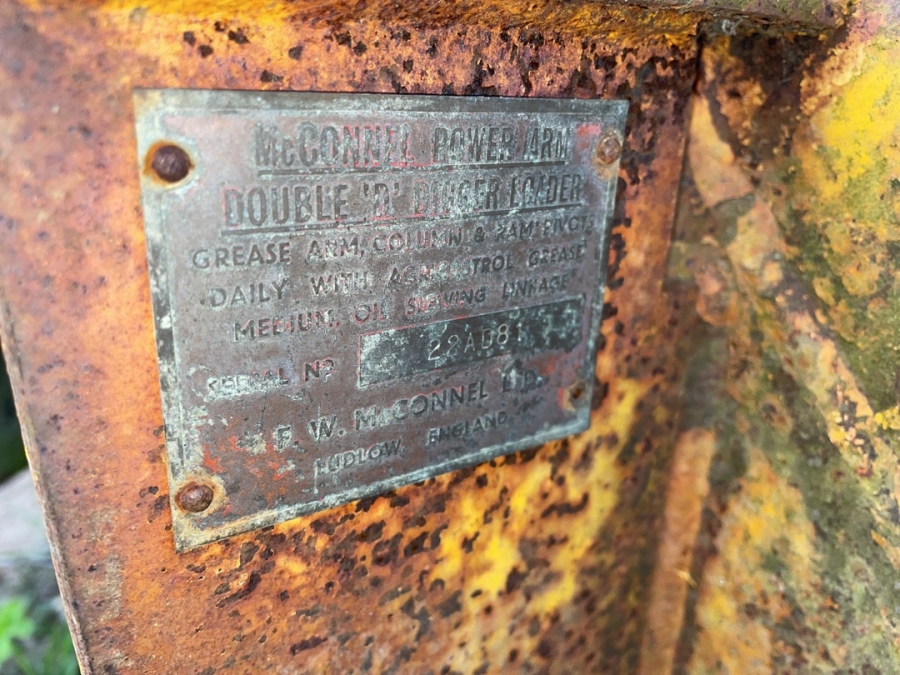 McCONNEL POWER ARM
DOUBLE 'D' DIGGER LOADER
GREASE ARM, COLUMN & RAM PIVOTS
DAILY WITH AGRICASTROL GREASE
MEDIUM, OIL SLEWING LINKAGE
SERIAL Nº 22AD81
F. W. McCONNEL LTD.
LUDLOW, ENGLAND